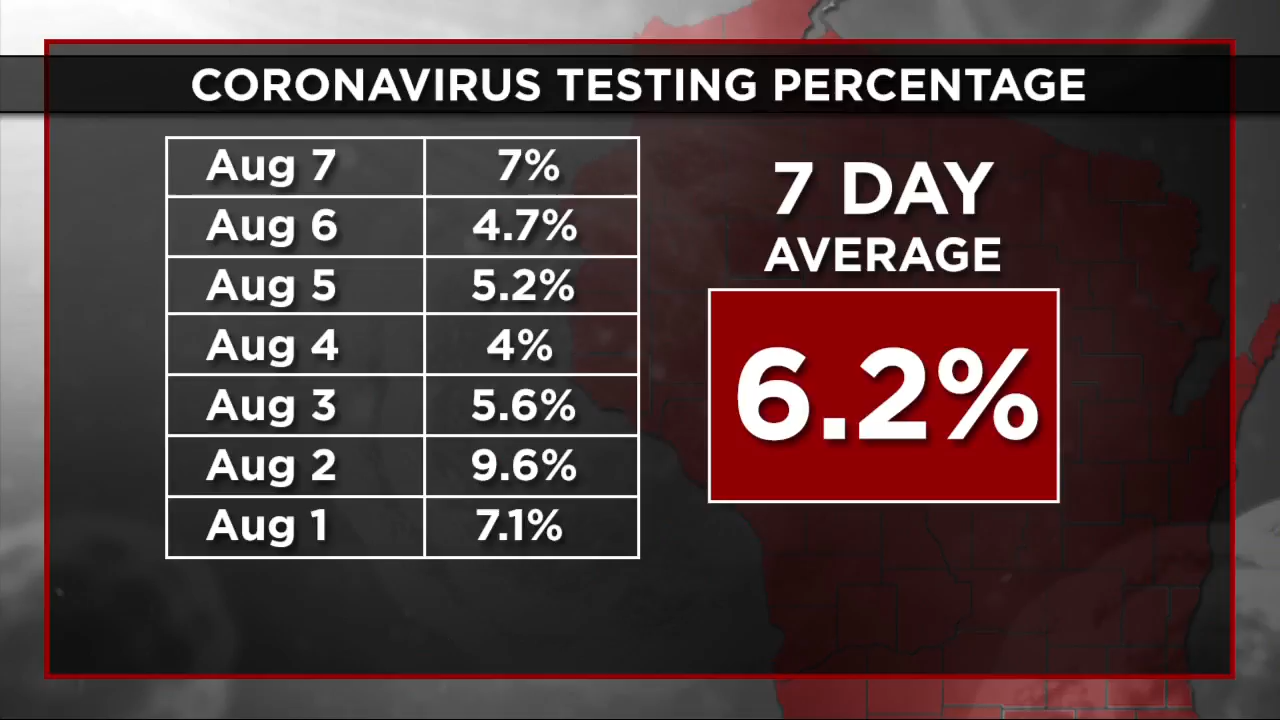 CORONAVIRUS TESTING PERCENTAGE
Aug 7 7%
Aug 6 4.7%
Aug 5 5.2%
Aug 4 4%
Aug 3 5.6%
Aug 2 9.6%
Aug 1 7.1%
7 DAY
AVERAGE
6.2%